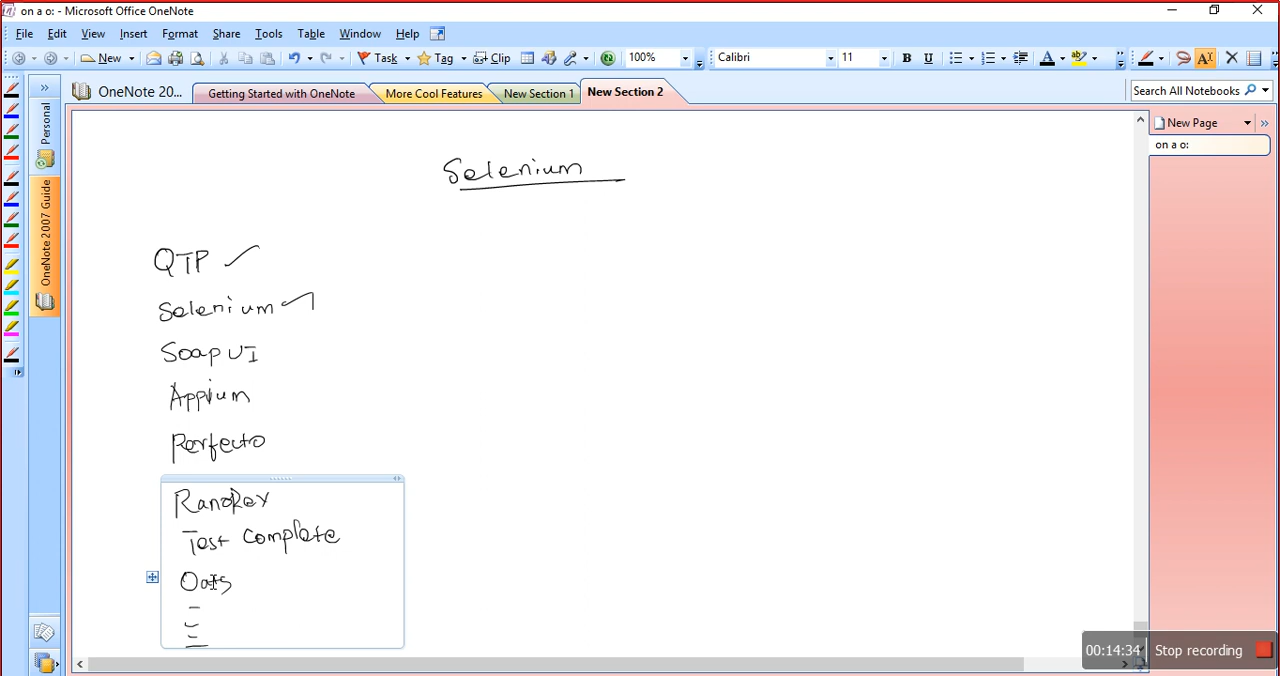 on a o: - Microsoft Office OneNote
File Edit View Insert Format Share Tools Table Window Help
New Task Tag Clip 100% Calibri 11 B U
OneNote 20... Getting Started with OneNote More Cool Features New Section 1 New Section 2 Search All Notebooks
Personal
OneNote 2007 Guide
New Page
on a o:
Selenium
QTP
Selenium
Soap UI
Appium
Perfecto
RanoRex
Test Complete
Oats
00:14:34 Stop recording